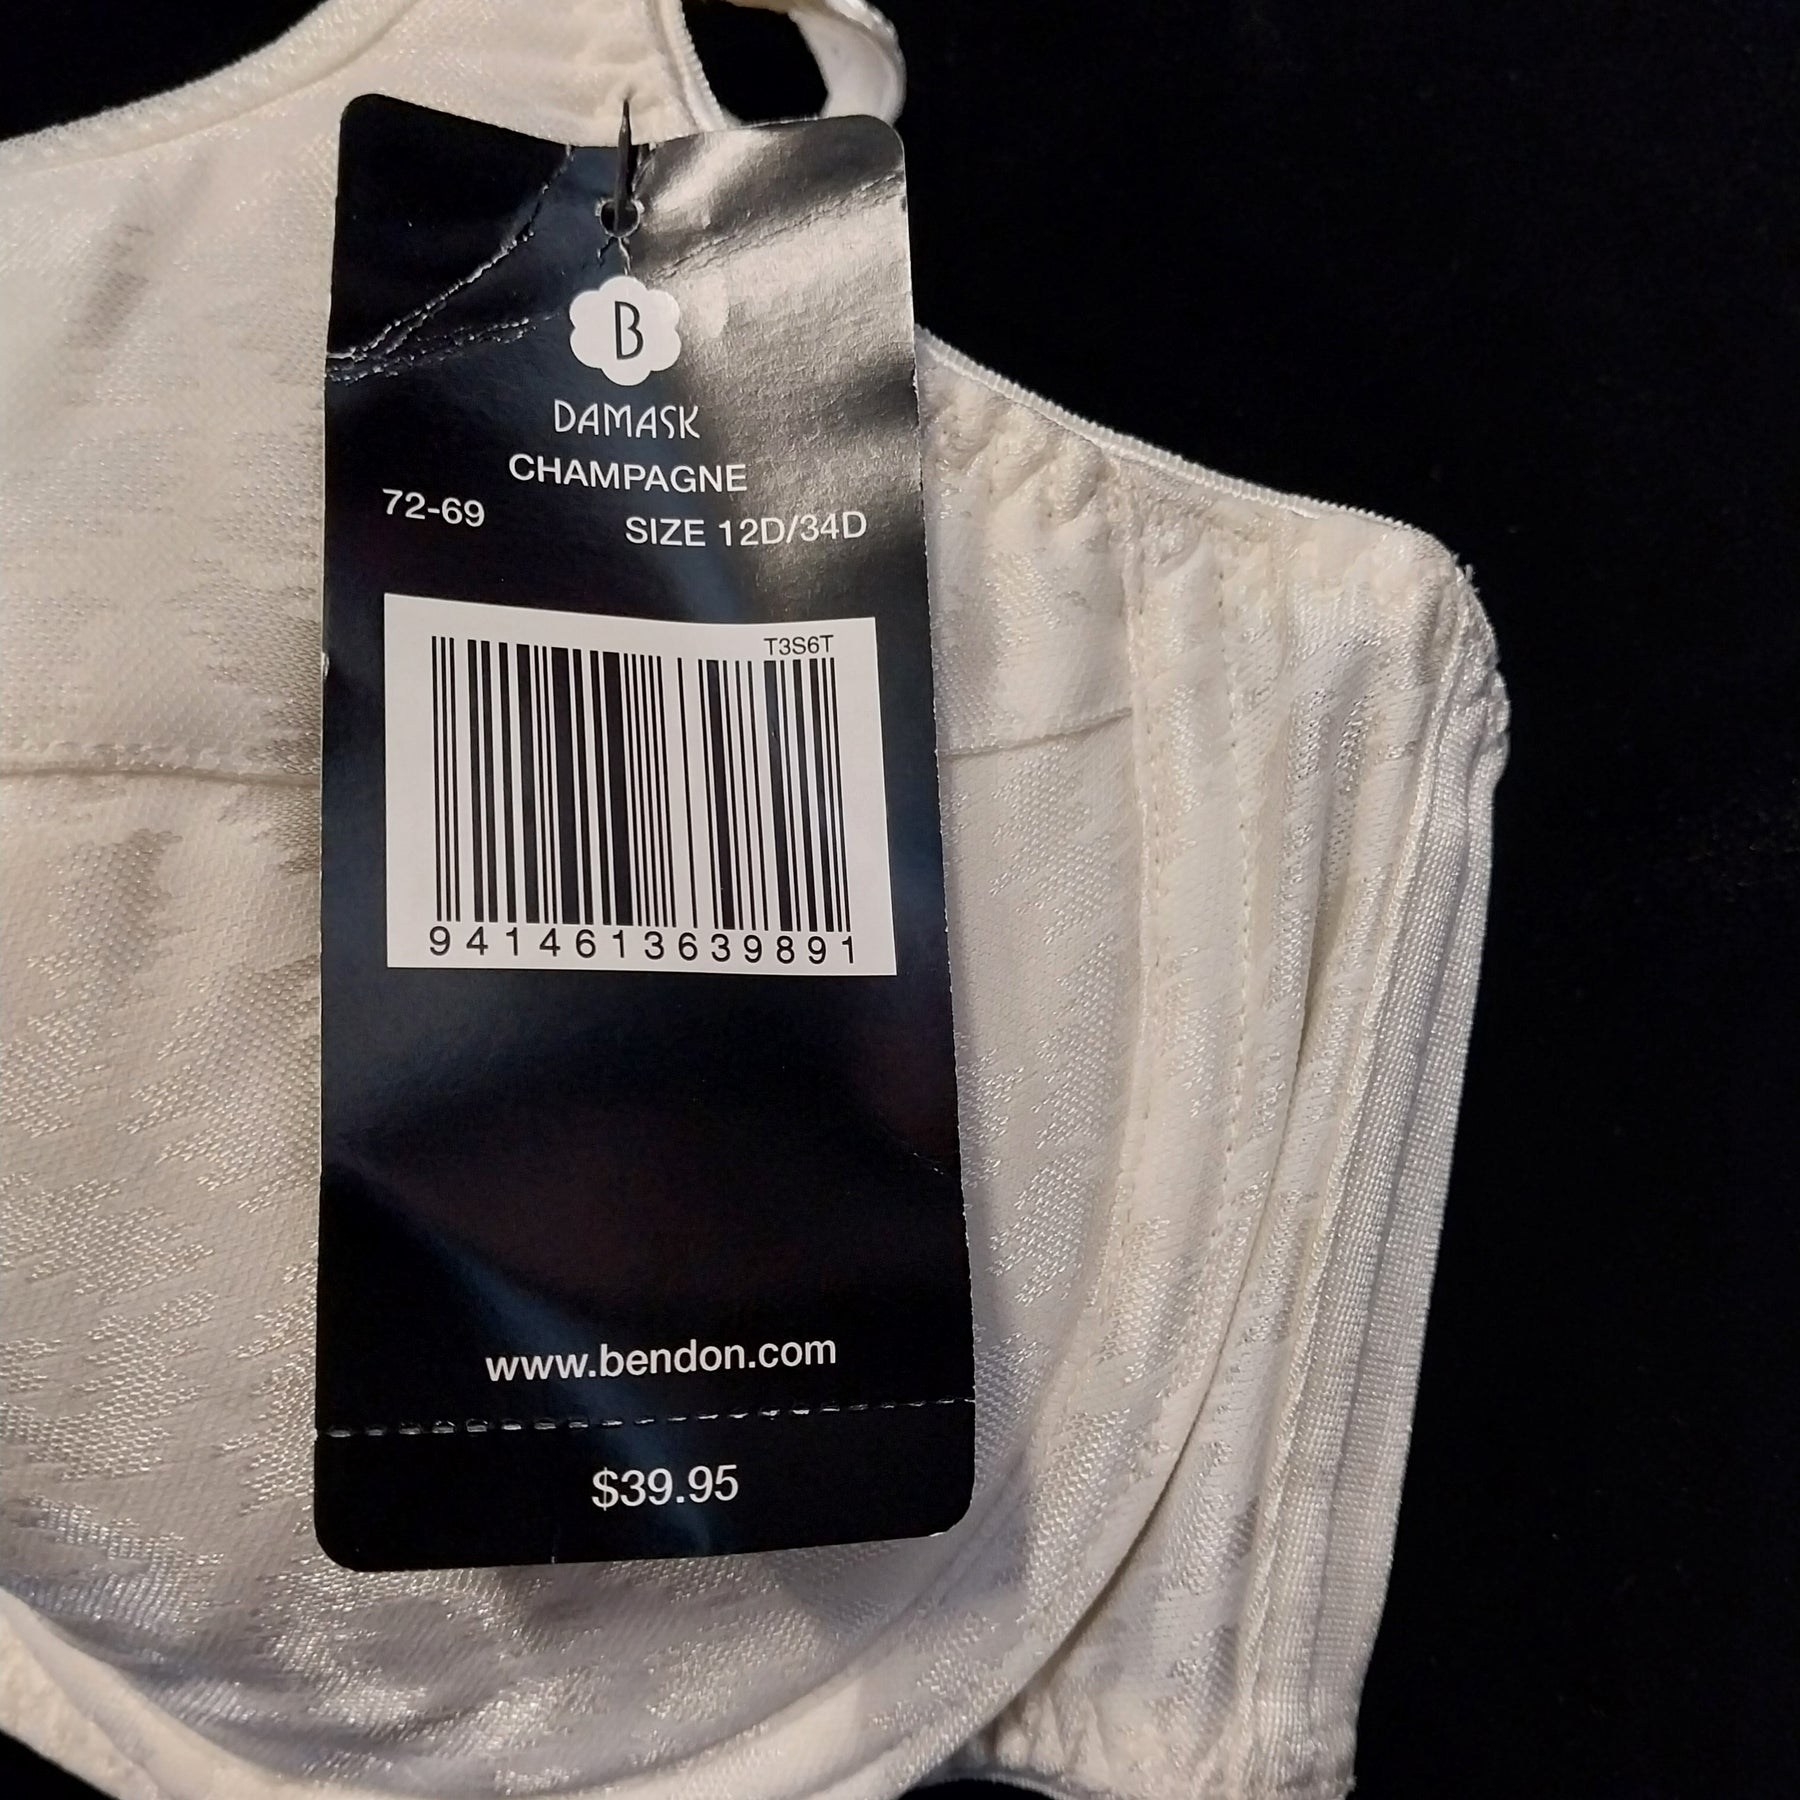 B
DAMASK
CHAMPAGNE
72-69
SIZE 12D/34D
T3S6T
9414613639891
www.bendon.com
$39.95